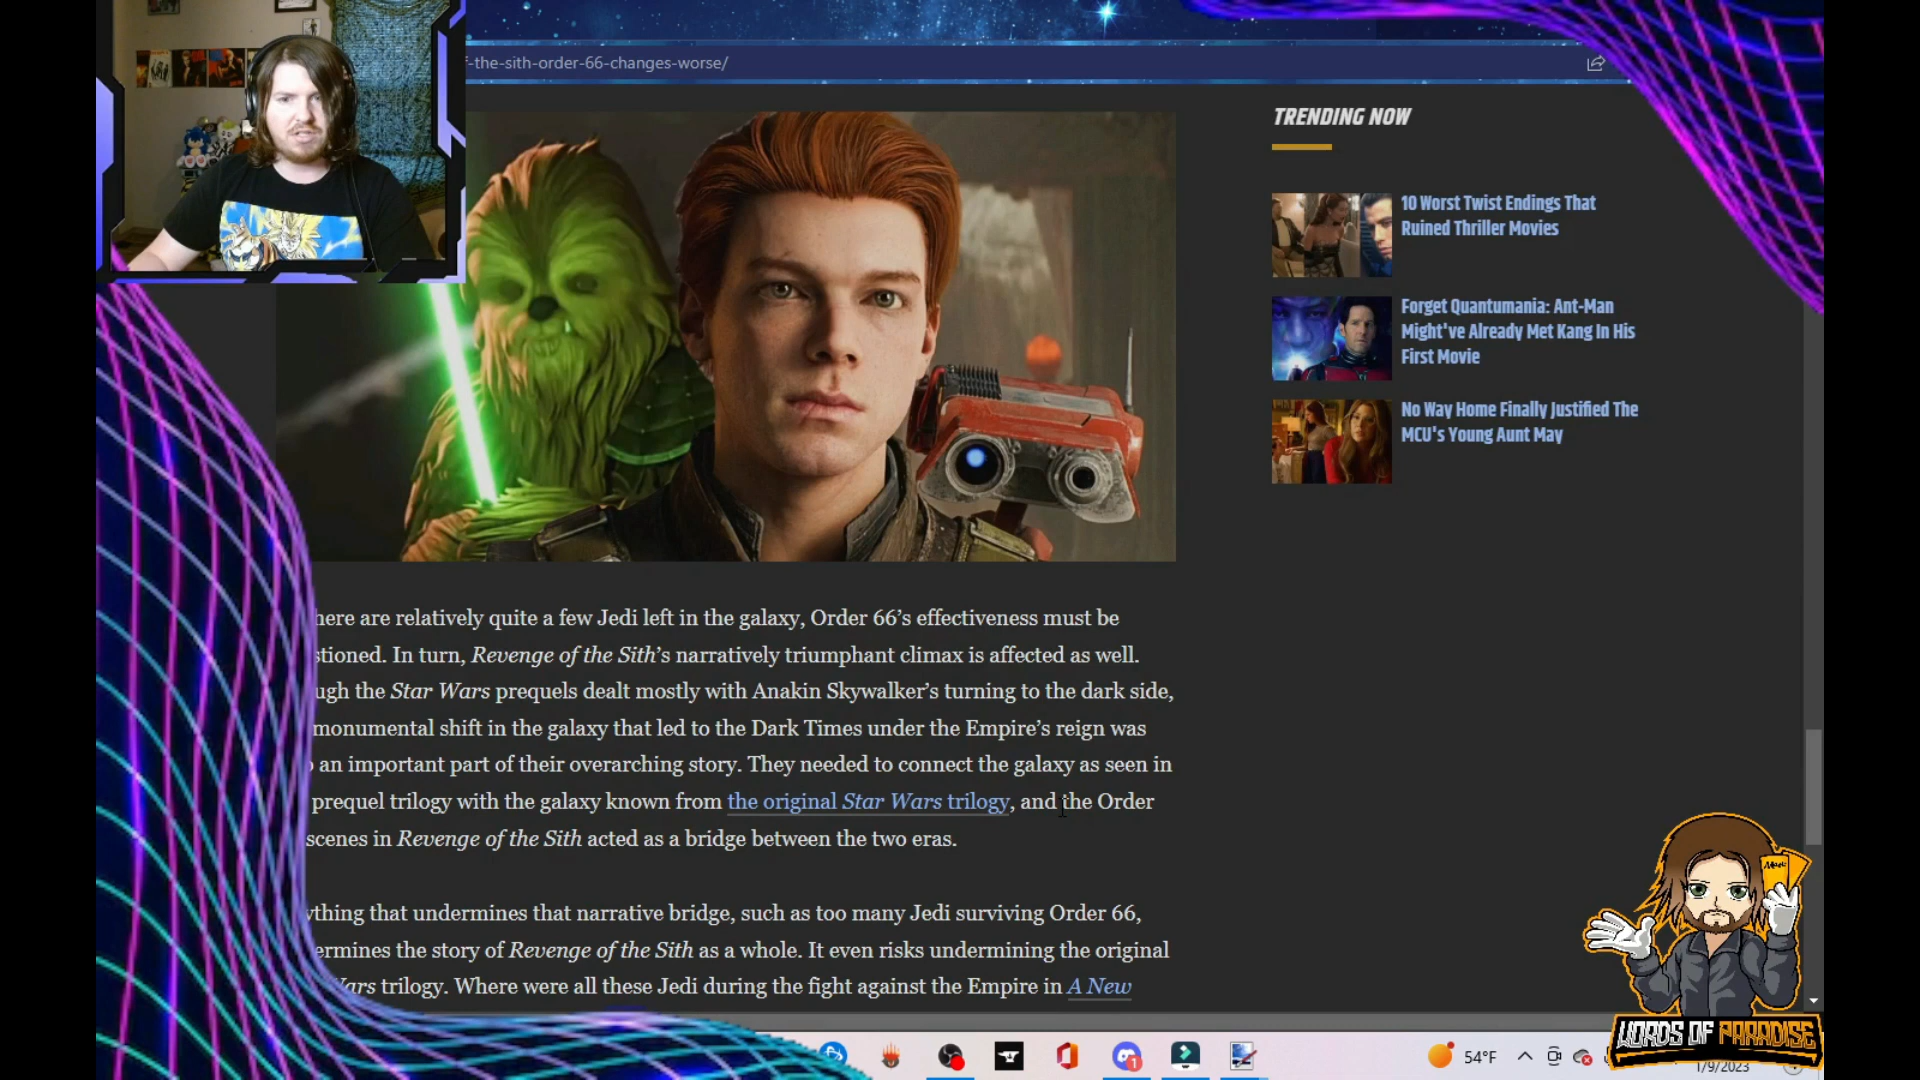 f-the-sith-order-66-changes-worse/
TRENDING NOW
10 Worst Twist Endings That
Ruined Thriller Movies
Forget Quantumania: Ant-Man
Might've Already Met Kang In His
First Movie
No Way Home Finally Justified The
MCU's Young Aunt May
here are relatively quite a few Jedi left in the galaxy, Order 66’s effectiveness must be
stioned. In turn, Revenge of the Sith’s narratively triumphant climax is affected as well.
ugh the Star Wars prequels dealt mostly with Anakin Skywalker’s turning to the dark side,
monumental shift in the galaxy that led to the Dark Times under the Empire’s reign was
an important part of their overarching story. They needed to connect the galaxy as seen in
prequel trilogy with the galaxy known from the original Star Wars trilogy, and the Order
scenes in Revenge of the Sith acted as a bridge between the two eras.
ything that undermines that narrative bridge, such as too many Jedi surviving Order 66,
ermines the story of Revenge of the Sith as a whole. It even risks undermining the original
Wars trilogy. Where were all these Jedi during the fight against the Empire in A New
WORDS OF PARADISE
54°F
1/9/2023